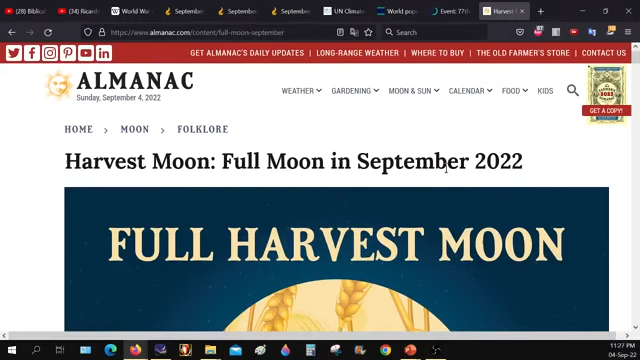 (28) Biblical
(34) Ricardo
World War
September
September
September
UN Climate
World pop
Event: 77th
Harvest
https://www.almanac.com/content/full-moon-september
Search
GET ALMANAC'S DAILY UPDATES | LONG-RANGE WEATHER | WHERE TO BUY | THE OLD FARMER'S STORE | CONTACT US
ALMANAC
Sunday, September 4, 2022
WEATHER GARDENING MOON & SUN CALENDAR FOOD KIDS
2023
GET A COPY!
HOME > MOON > FOLKLORE
Harvest Moon: Full Moon in September 2022
FULL HARVEST MOON
11:27 PM
04-Sep-22